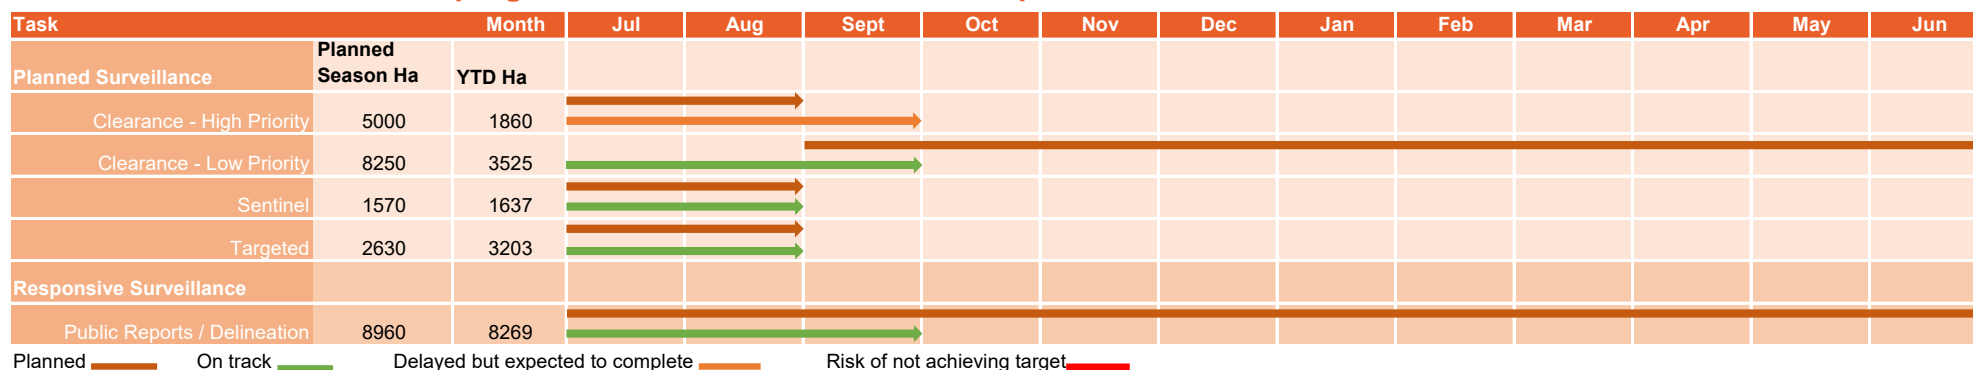 Task Month Jul Aug Sept Oct Nov Dec Jan Feb Mar Apr May Jun
Planned Surveillance Planned Season Ha YTD Ha
Clearance - High Priority 5000 1860
Clearance - Low Priority 8250 3525
Sentinel 1570 1637
Targeted 2630 3203
Responsive Surveillance
Public Reports / Delineation 8960 8269
Planned On track Delayed but expected to complete Risk of not achieving target